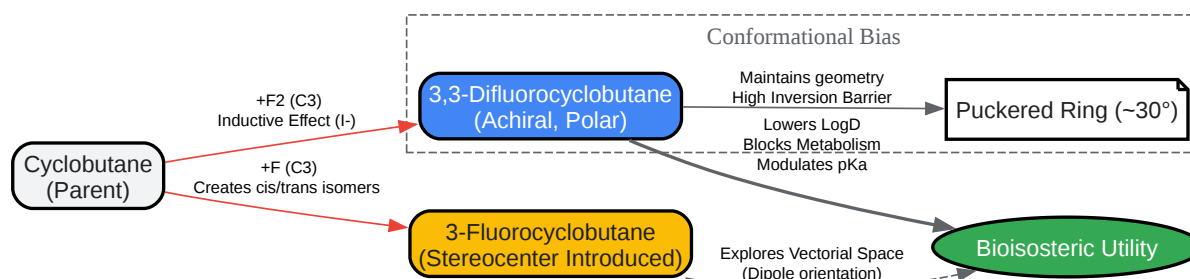 Conformational Bias
3,3-Difluorocyclobutane
(Achiral, Polar)
Maintains geometry
High Inversion Barrier
Puckered Ring (~30°)
+F2 (C3)
Inductive Effect (I-)
Lowers LogD
Blocks Metabolism
Modulates pKa
Cyclobutane
(Parent)
+F (C3)
Creates cis/trans isomers
3-Fluorocyclobutane
(Stereocenter Introduced)
Explores Vectorial Space
(Dipole orientation)
Bioisosteric Utility